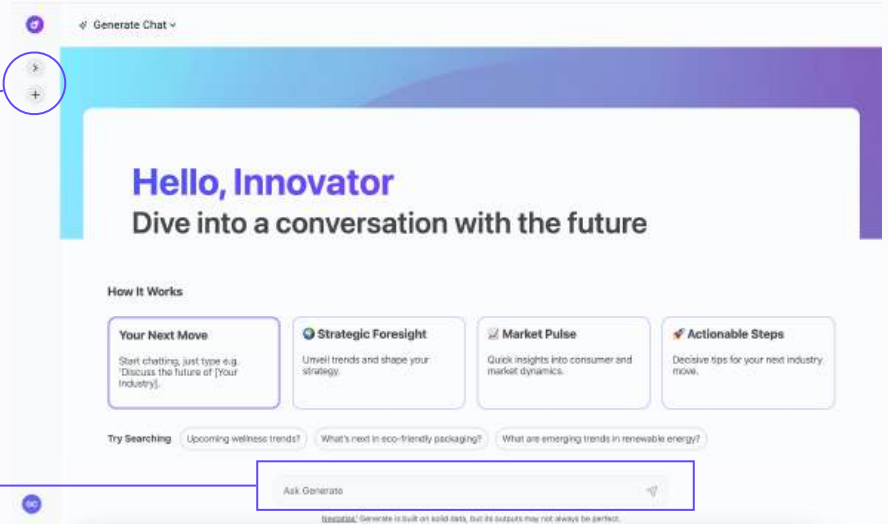 Generate Chat
Hello, Innovator
Dive into a conversation with the future
How It Works
Your Next Move
Start chatting, just type e.g.
'Discuss the future of [Your
Industry].
Strategic Foresight
Unveil trends and shape your
strategy.
Market Pulse
Quick insights into consumer and
market dynamics.
Actionable Steps
Decisive tips for your next industry
move.
Try Searching
Upcoming wellness trends?
What's next in eco-friendly packaging?
What are emerging trends in renewable energy?
Ask Generate
GC
Generate is built on solid data, but its outputs may not always be perfect.